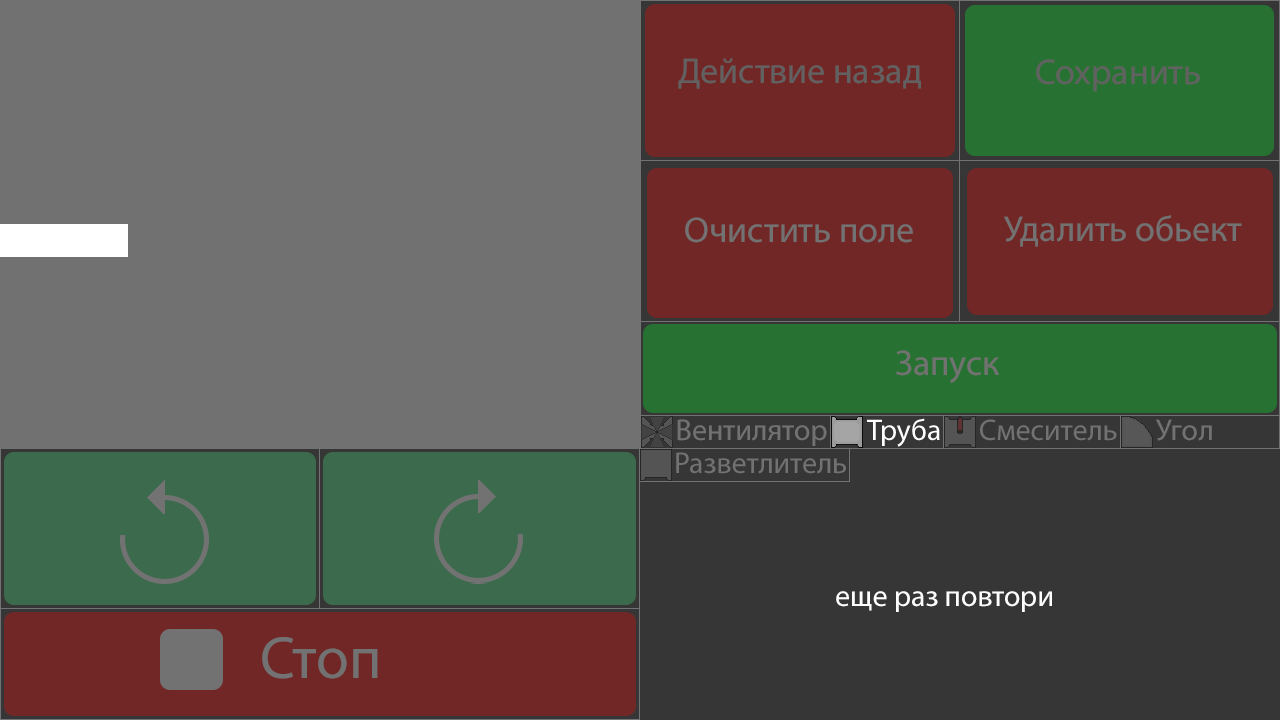 Действие назад
Сохранить
Очистить поле
Удалить обьект
Запуск
Вентилятор Труба Смеситель Угол
Разветлитель
еще раз повтори
Стоп